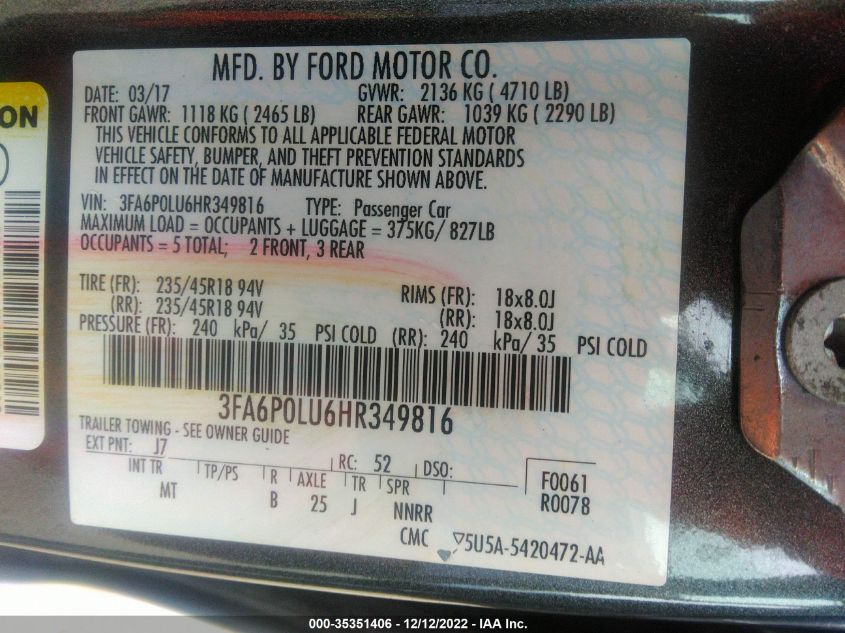 MFD. BY FORD MOTOR CO.
DATE: 03/17 GVWR: 2136 KG ( 4710 LB)
FRONT GAWR: 1118 KG ( 2465 LB) REAR GAWR: 1039 KG ( 2290 LB)
THIS VEHICLE CONFORMS TO ALL APPLICABLE FEDERAL MOTOR
VEHICLE SAFETY, BUMPER, AND THEFT PREVENTION STANDARDS
IN EFFECT ON THE DATE OF MANUFACTURE SHOWN ABOVE.
VIN: 3FA6P0LU6HR349816 TYPE: Passenger Car
MAXIMUM LOAD = OCCUPANTS + LUGGAGE = 375KG/ 827LB
OCCUPANTS = 5 TOTAL; 2 FRONT, 3 REAR
TIRE (FR): 235/45R18 94V RIMS (FR): 18x8.0J
(RR): 235/45R18 94V (RR): 18x8.0J
PRESSURE (FR): 240 kPa/ 35 PSI COLD (RR): 240 kPa/ 35 PSI COLD
3FA6P0LU6HR349816
TRAILER TOWING - SEE OWNER GUIDE
EXT PNT: J7 RC: 52 DSO: F0061
INT TR TP/PS R AXLE TR SPR R0078
MT B 25 J NNRR
CMC 5U5A-5420472-AA
ON
000-35351406 - 12/12/2022 - IAA Inc.